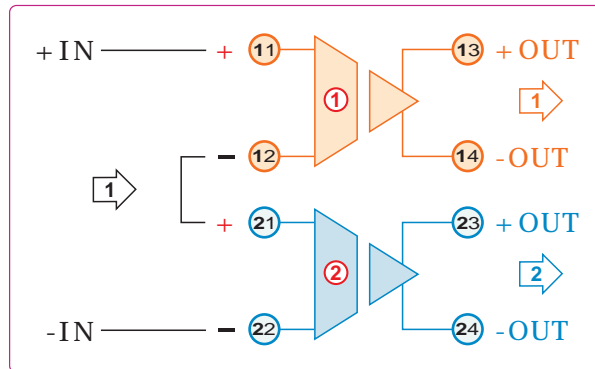 +IN + 11 13 +OUT
1 1
- 12 14 -OUT
1
+ 21 23 +OUT
2 2
-IN - 22 24 -OUT